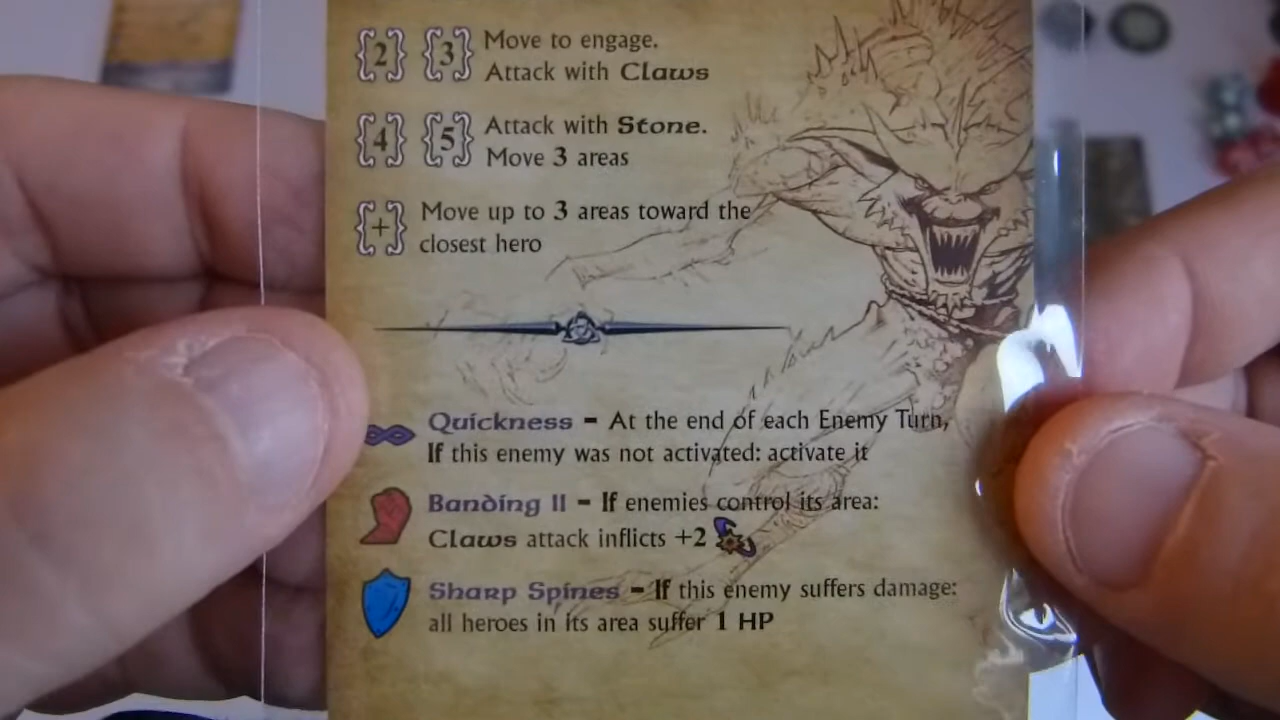 {2} {3} Move to engage.
Attack with Claws
{4} {5} Attack with Stone.
Move 3 areas
{+} Move up to 3 areas toward the
closest hero
Quickness – At the end of each Enemy Turn,
If this enemy was not activated: activate it
Banding II – If enemies control its area:
Claws attack inflicts +2
Sharp Spines – If this enemy suffers damage:
all heroes in its area suffer 1 HP